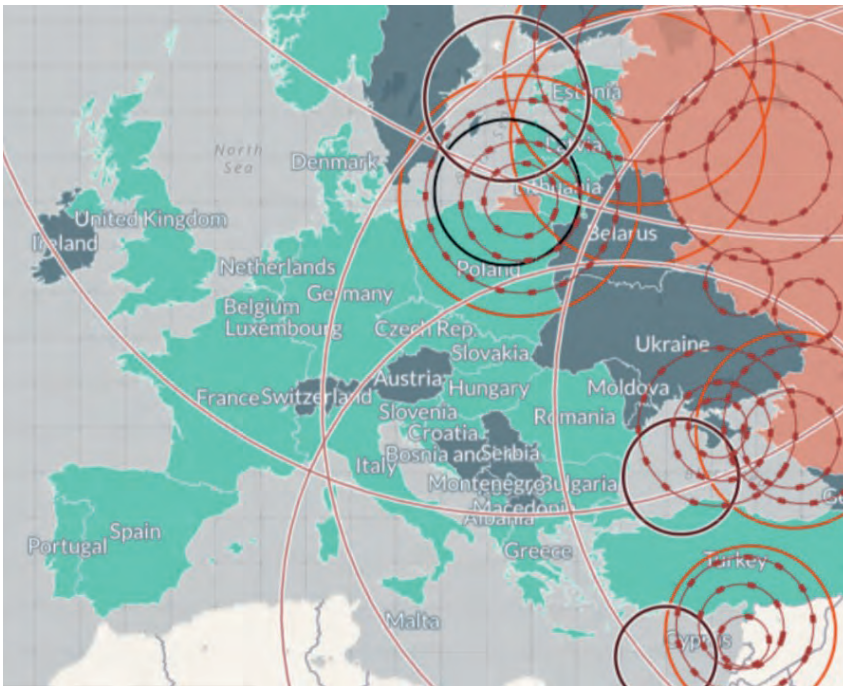 Estonia
North
Sea
Denmark
Latvia
Lithuania
United Kingdom
Ireland
Belarus
Netherlands
Poland
Germany
Belgium
Luxembourg
Czech Rep.
Ukraine
Slovakia
Austria
Moldova
France
Switzerland
Hungary
Slovenia
Romania
Croatia
Bosnia and
Serbia
Italy
Montenegro
Bulgaria
Macedonia
Albania
Spain
Portugal
Greece
Turkey
Malta
Cyprus